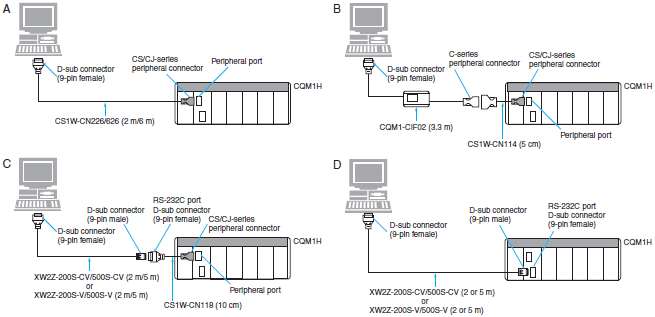 A
D-sub connector
(9-pin female)
CS/CJ-series
peripheral connector
Peripheral port
CQM1H
CS1W-CN226/626 (2 m/6 m)
B
D-sub connector
(9-pin female)
C-series
peripheral connector
CS/CJ-series
peripheral connector
CQM1H
CQM1-CIF02 (3.3 m)
CS1W-CN114 (5 cm)
Peripheral port
C
D-sub connector
(9-pin female)
D-sub connector
(9-pin male)
RS-232C port
D-sub connector
(9-pin female)
CS/CJ-series
peripheral connector
CQM1H
XW2Z-200S-CV/500S-CV (2 m/5 m)
or
XW2Z-200S-V/500S-V (2 m/5 m)
Peripheral port
CS1W-CN118 (10 cm)
D
D-sub connector
(9-pin female)
D-sub connector
(9-pin male)
RS-232C port
D-sub connector
(9-pin female)
CQM1H
XW2Z-200S-CV/500S-CV (2 or 5 m)
or
XW2Z-200S-V/500S-V (2 or 5 m)